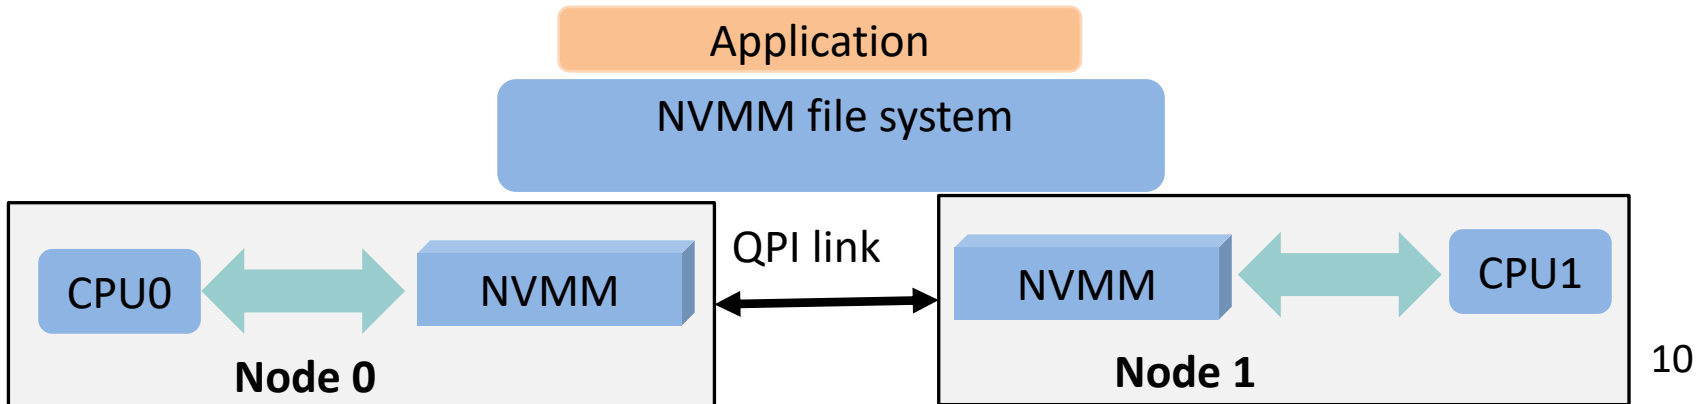 Application
NVMM file system
QPI link
CPU0
NVMM
NVMM
CPU1
Node 0
Node 1
10